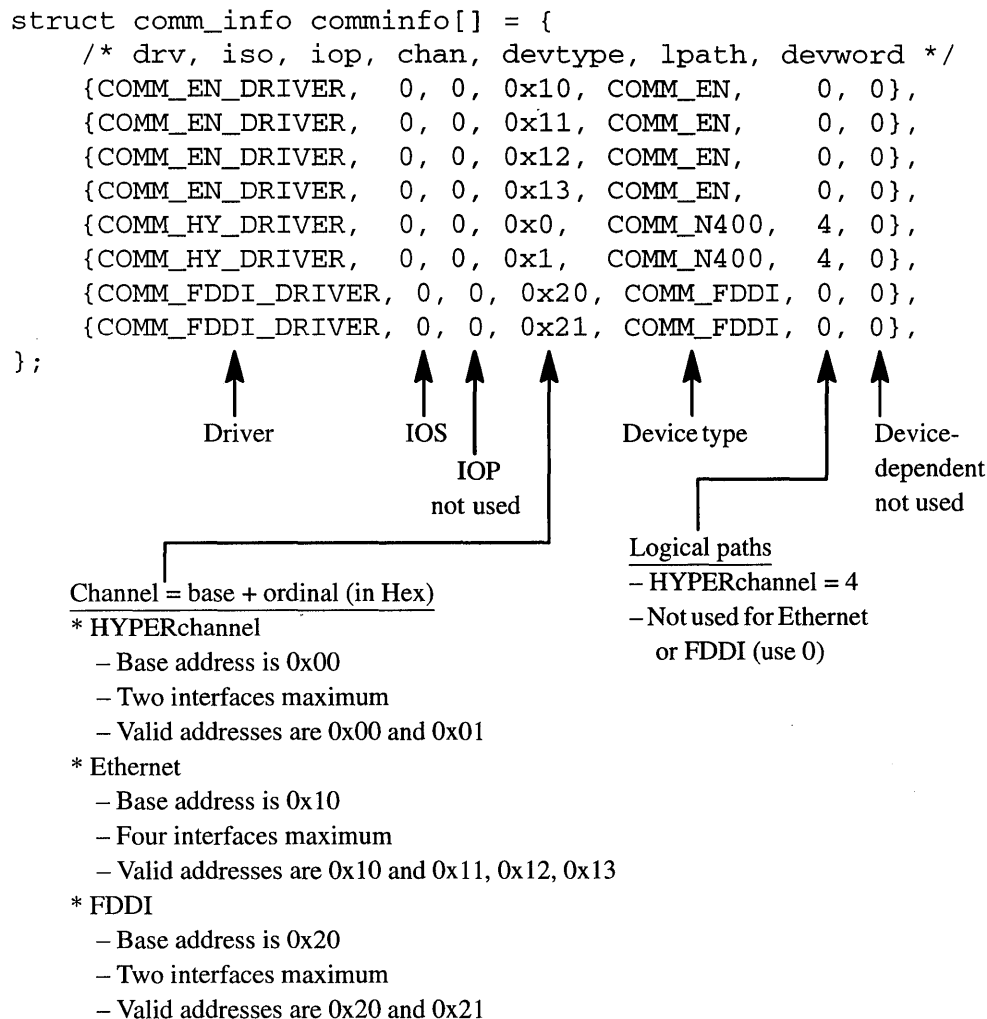 struct comm_info comminfo[] = {
/* drv, iso, iop, chan, devtype, lpath, devword */
{COMM_EN_DRIVER, 0, 0, 0x10, COMM_EN, 0, 0},
{COMM_EN_DRIVER, 0, 0, 0x11, COMM_EN, 0, 0},
{COMM_EN_DRIVER, 0, 0, 0x12, COMM_EN, 0, 0},
{COMM_EN_DRIVER, 0, 0, 0x13, COMM_EN, 0, 0},
{COMM_HY_DRIVER, 0, 0, 0x0, COMM_N400, 4, 0},
{COMM_HY_DRIVER, 0, 0, 0x1, COMM_N400, 4, 0},
{COMM_FDDI_DRIVER, 0, 0, 0x20, COMM_FDDI, 0, 0},
{COMM_FDDI_DRIVER, 0, 0, 0x21, COMM_FDDI, 0, 0},
};
Driver
IOS
IOP
not used
Device type
Device-
dependent
not used
Logical paths
– HYPERchannel = 4
– Not used for Ethernet
or FDDI (use 0)
Channel = base + ordinal (in Hex)
* HYPERchannel
– Base address is 0x00
– Two interfaces maximum
– Valid addresses are 0x00 and 0x01
* Ethernet
– Base address is 0x10
– Four interfaces maximum
– Valid addresses are 0x10 and 0x11, 0x12, 0x13
* FDDI
– Base address is 0x20
– Two interfaces maximum
– Valid addresses are 0x20 and 0x21